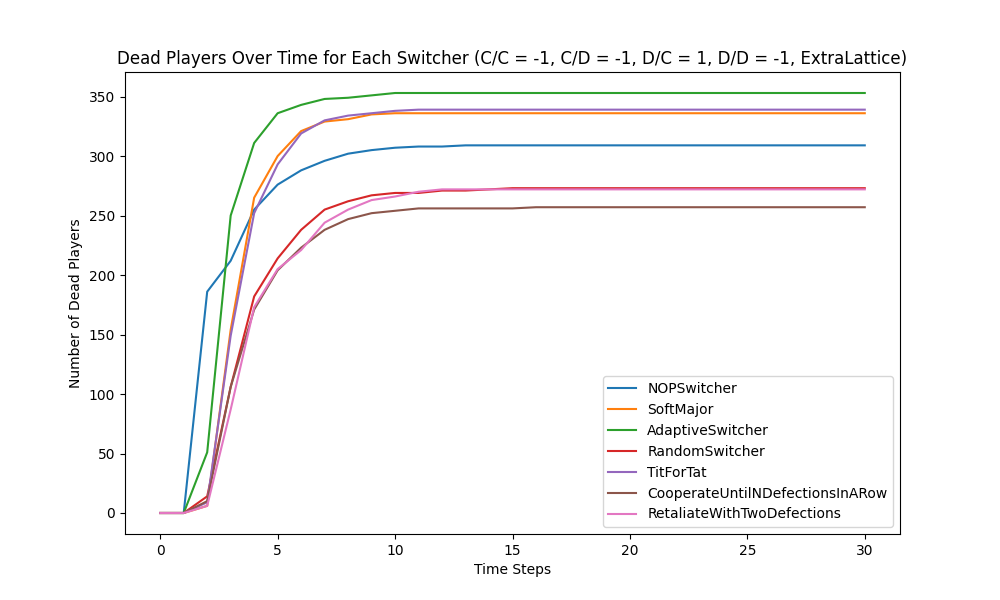 Dead Players Over Time for Each Switcher (C/C = -1, C/D = -1, D/C = 1, D/D = -1, ExtraLattice)
Number of Dead Players
350
300
250
200
150
100
50
0
NOPSwitcher
SoftMajor
AdaptiveSwitcher
RandomSwitcher
TitForTat
CooperateUntilNDefectionsInARow
RetaliateWithTwoDefections
0 5 10 15 20 25 30
Time Steps